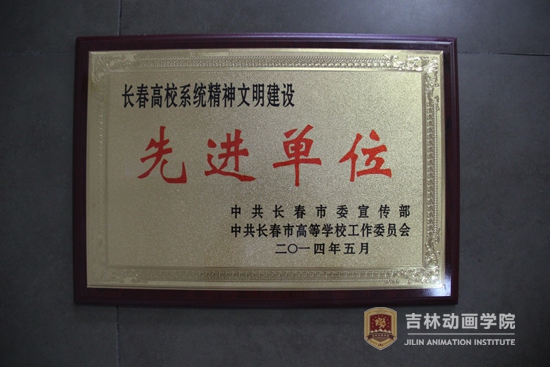 长春高校系统精神文明建设
先进单位
中共长春市委宣传部
中共长春市高等学校工作委员会
二〇一四年五月
吉林动画学院
JILIN ANIMATION INSTITUTE